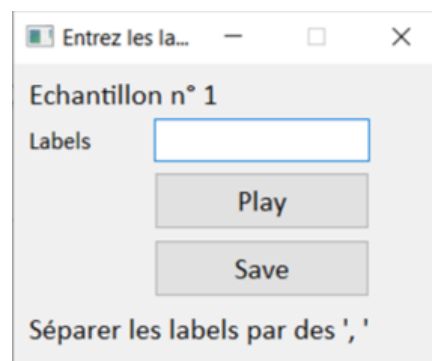 Entrez les la...
Echantillon n° 1
Labels
Play
Save
Séparer les labels par des ', '